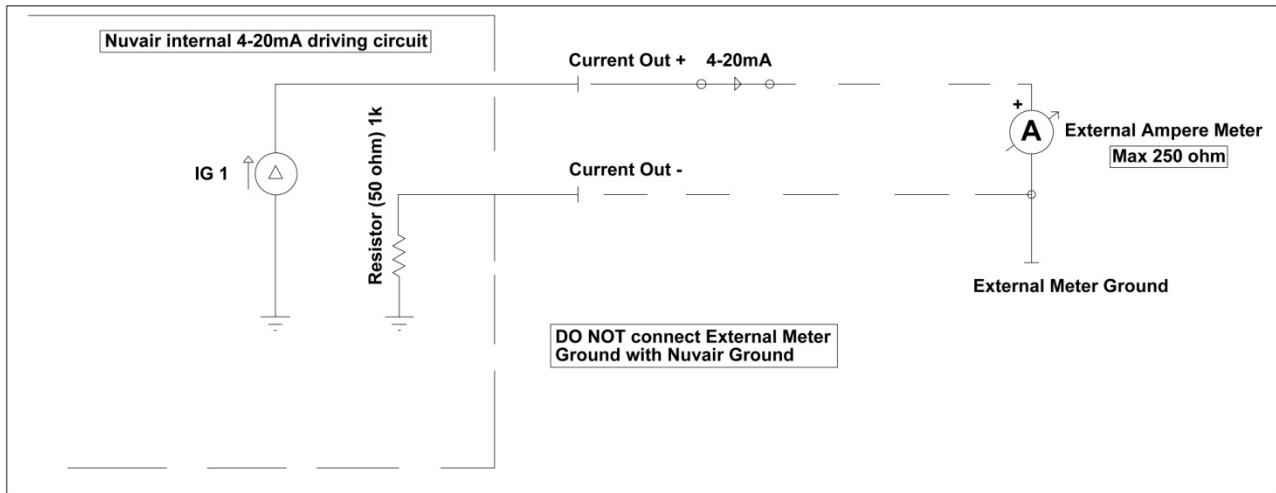 Nuvair internal 4-20mA driving circuit
Current Out + 4-20mA
IG 1
Resistor (50 ohm) 1k
Current Out -
+
A
External Ampere Meter
Max 250 ohm
External Meter Ground
DO NOT connect External Meter
Ground with Nuvair Ground